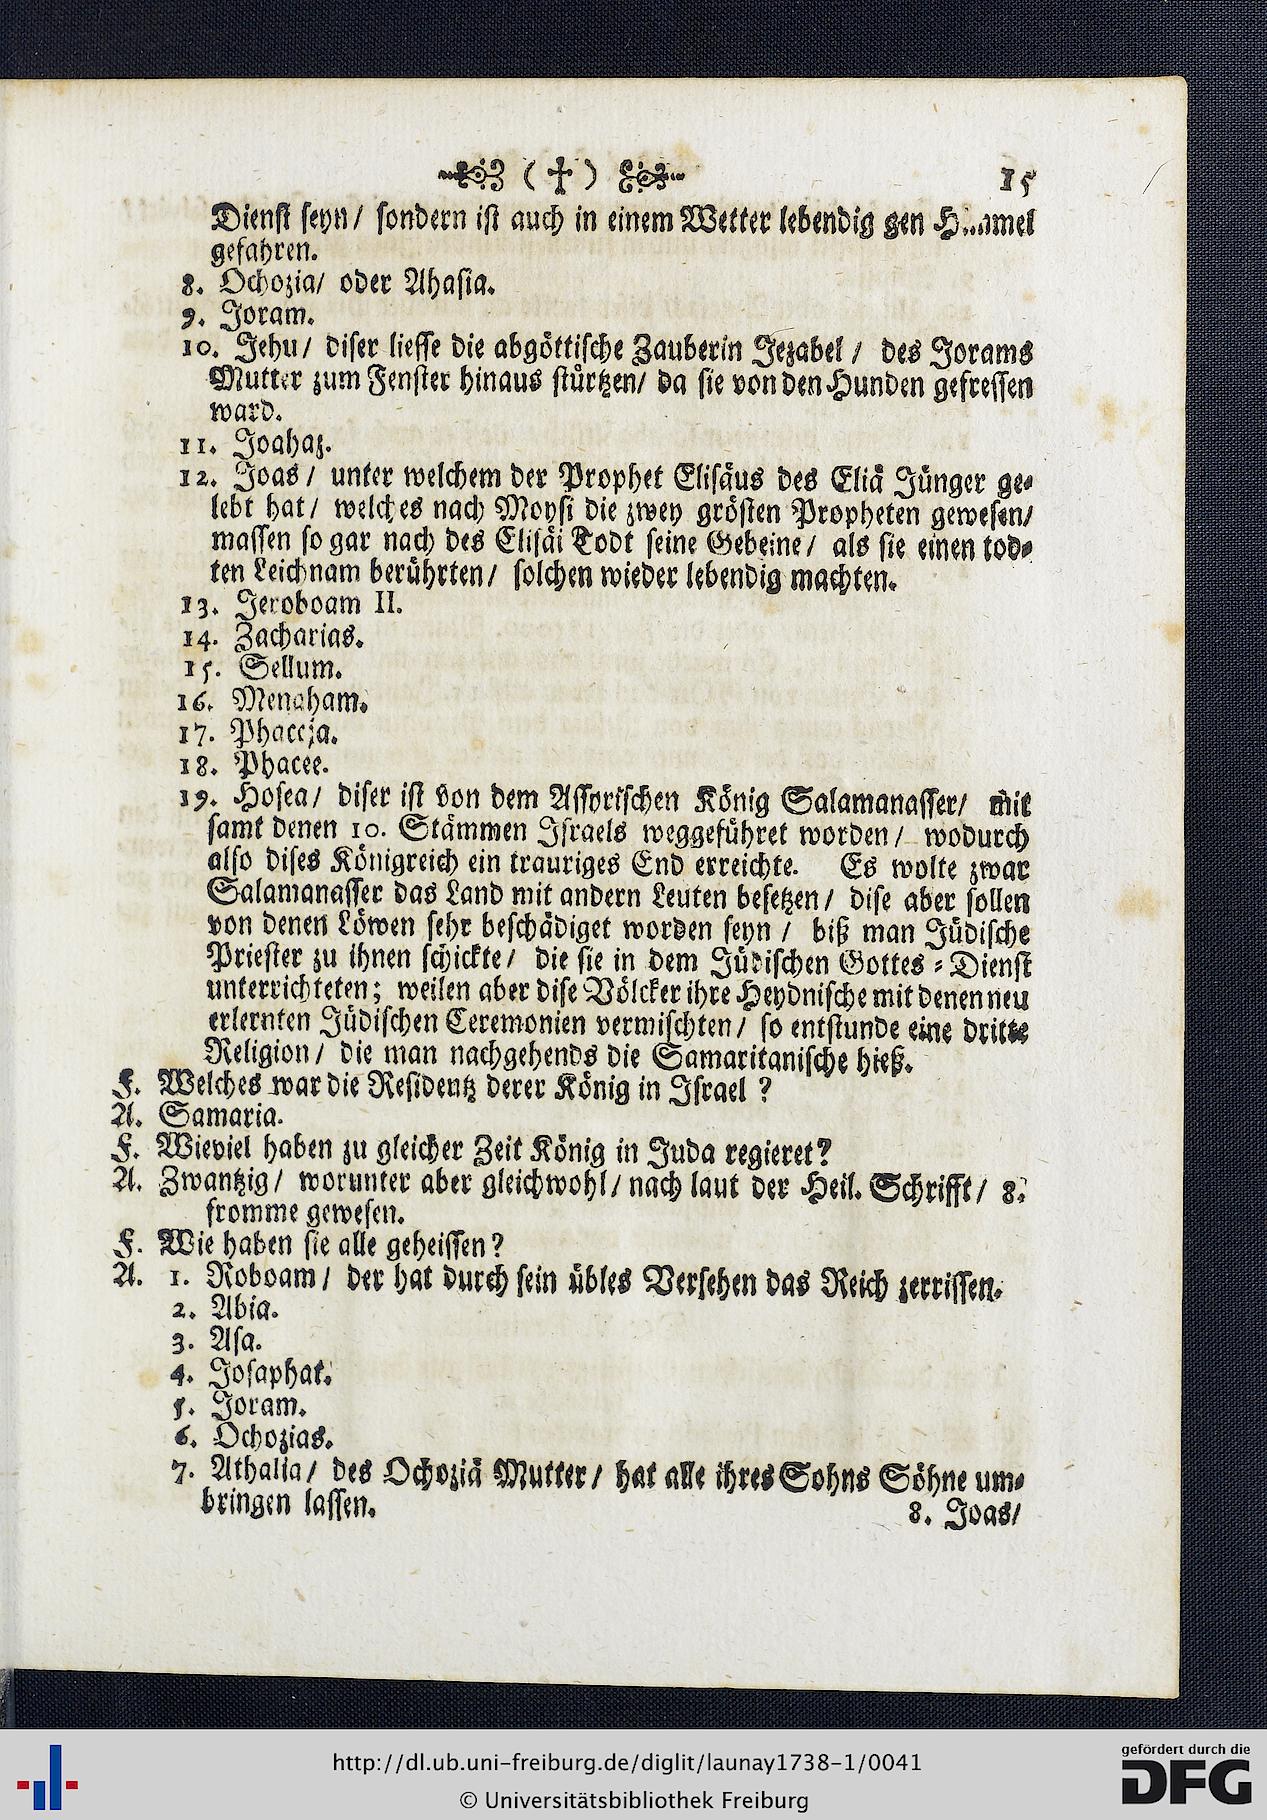 ( † ) 15
Dienst seyn/ sondern ist auch in einem Wetter lebendig gen
gefahren.
8. Ochozia/ oder Ahasia.
9. Joram.
10. Jehu/ diser liesse die abgöttische Zauberin Jezabel/ des Jorams
Mutter zum Fenster hinaus stürtzen/ da sie von den Hunden gefressen
ward.
11. Joahaz.
12. Joas/ unter welchem der Prophet Elisäus des Eliä Jünger ge-
lebt hat/ welches nach Moysi die zwey grösten Propheten gewesen/
massen so gar nach des Elisäi Todt seine Gebeine/ als sie einen tod-
ten Leichnam berührten/ solchen wieder lebendig machten.
13. Jeroboam II.
14. Zacharias.
15. Sellum.
16. Menaham.
17. Phaceja.
18. Phacee.
19. Hosea/ diser ist von dem Assyrischen König Salamanasser/ mit
samt denen 10. Stämmen Israels weggeführet worden/ wodurch
also dises Königreich ein trauriges End erreichte. Es wolte zwar
Salamanasser das Land mit andern Leuten besetzen/ dise aber sollen
von denen Löwen sehr beschädiget worden seyn/ biß man Jüdische
Priester zu ihnen schickte/ die sie in dem Jüdischen Gottes-Dienst
unterrichteten; weilen aber dise Völcker ihre Heydnische mit denen neu
erlernten Jüdischen Ceremonien vermischten/ so entstunde eine dritte
Religion/ die man nachgehends die Samaritanische hieß.
F. Welches war die Residentz derer König in Israel?
A. Samaria.
F. Wieviel haben zu gleicher Zeit König in Juda regieret?
A. Zwantzig/ worunter aber gleichwohl/ nach laut der Heil. Schrifft/ 8.
fromme gewesen.
F. Wie haben sie alle geheissen?
A. 1. Roboam/ der hat durch sein übles Versehen das Reich zerrissen.
2. Abia.
3. Asa.
4. Josaphat.
5. Joram.
6. Ochozias.
7. Athalia/ des Ochoziä Mutter/ hat alle ihres Sohns Söhne um-
bringen lassen. 8. Joas/
http://dl.ub.uni-freiburg.de/diglit/launay1738-1/0041
© Universitätsbibliothek Freiburg
gefördert durch die
DFG